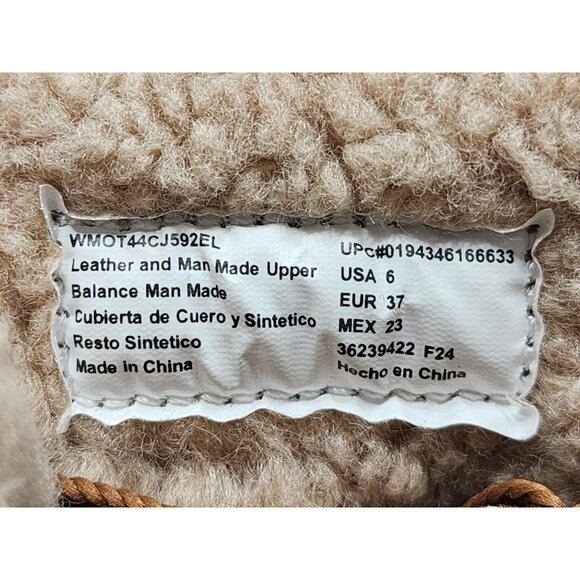 WMOT44CJ592EL
Leather and Man Made Upper
Balance Man Made
Cubierta de Cuero y Sintetico
Resto Sintetico
Made in China
UPC#0194346166633
USA 6
EUR 37
MEX 23
36239422 F24
Hecho en China